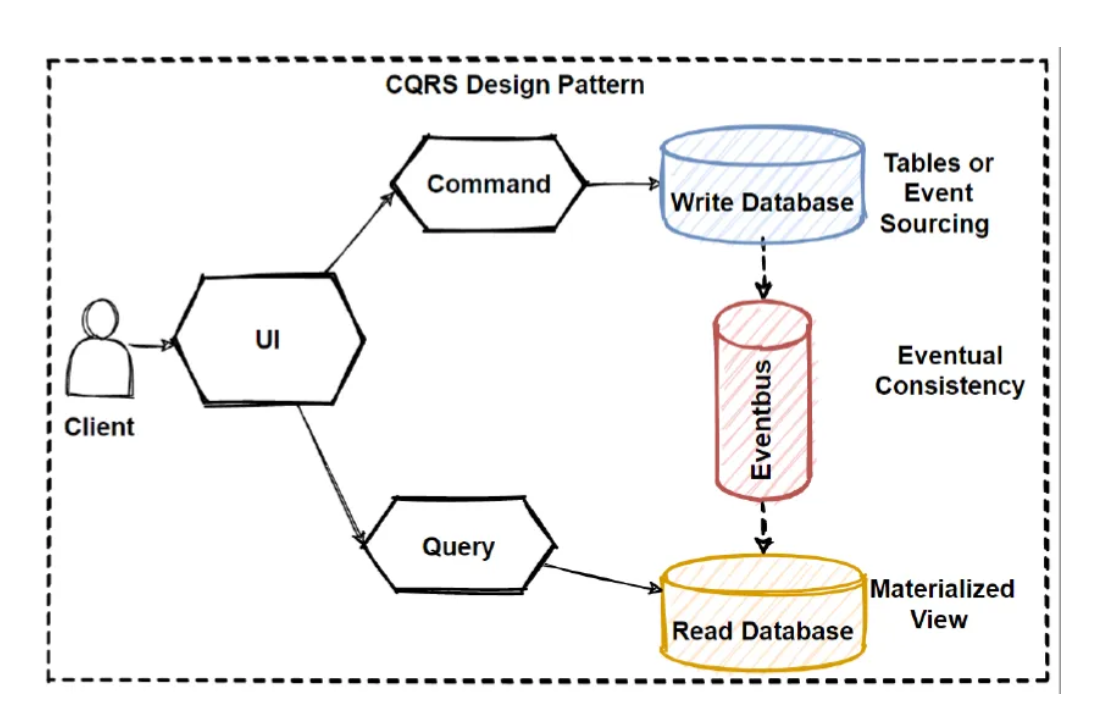 CQRS Design Pattern
Command
Write Database
Tables or
Event
Sourcing
UI
Client
Eventbus
Eventual
Consistency
Query
Read Database
Materialized
View